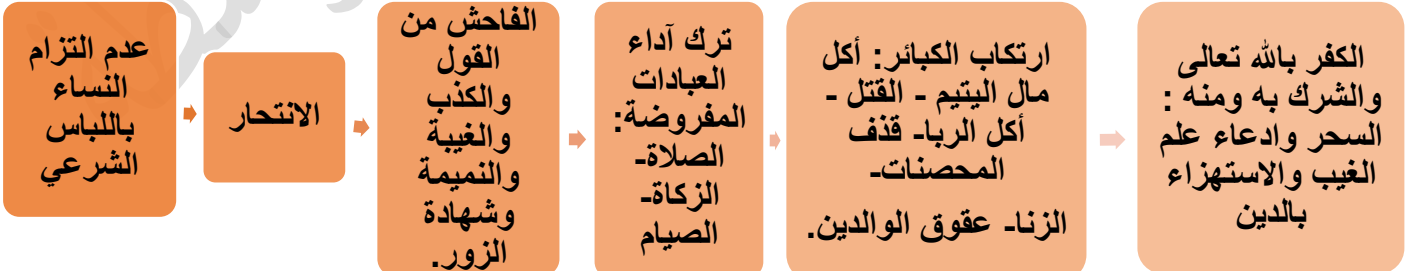 الكفر بالله تعالى
والشرك به ومنه :
السحر وادعاء علم
الغيب والاستهزاء
بالدين
ارتكاب الكبائر: أكل
مال اليتيم - القتل -
أكل الربا- قذف
المحصنات-
الزنا- عقوق الوالدين.
ترك آداء
العبادات
المفروضة:
الصلاة-
الزكاة-
الصيام
الفاحش من
القول
والكذب
والغيبة
والنميمة
وشهادة
الزور.
الانتحار
عدم التزام
النساء
باللباس
الشرعي